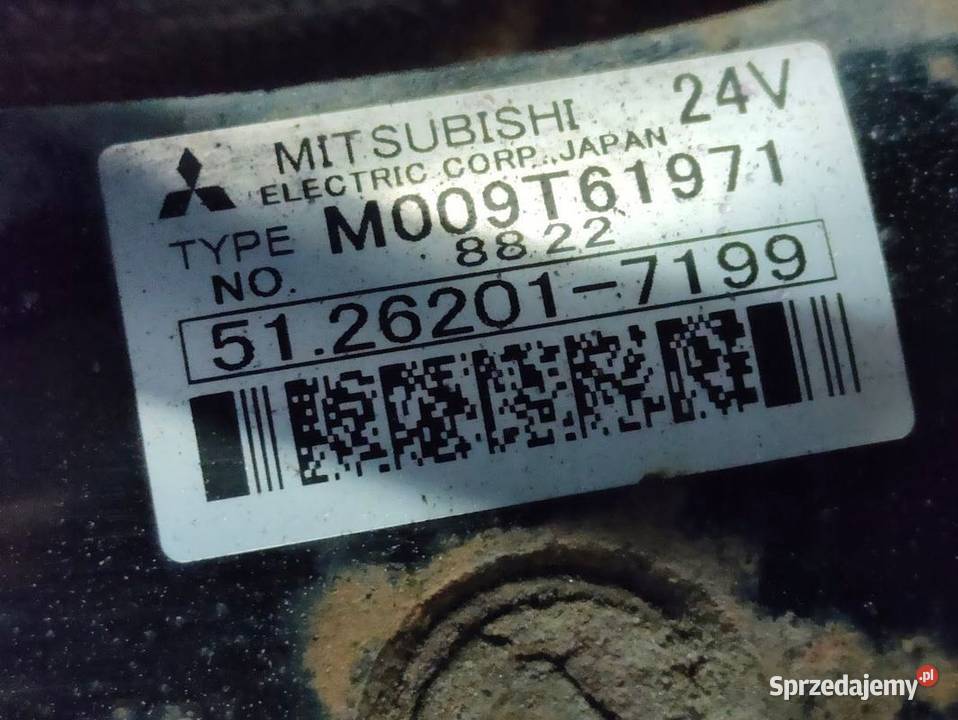 MITSUBISHI 24V
ELECTRIC CORP. JAPAN
TYPE M009T61971
NO. 8822
51.26201-7199
Sprzedajemy.pl